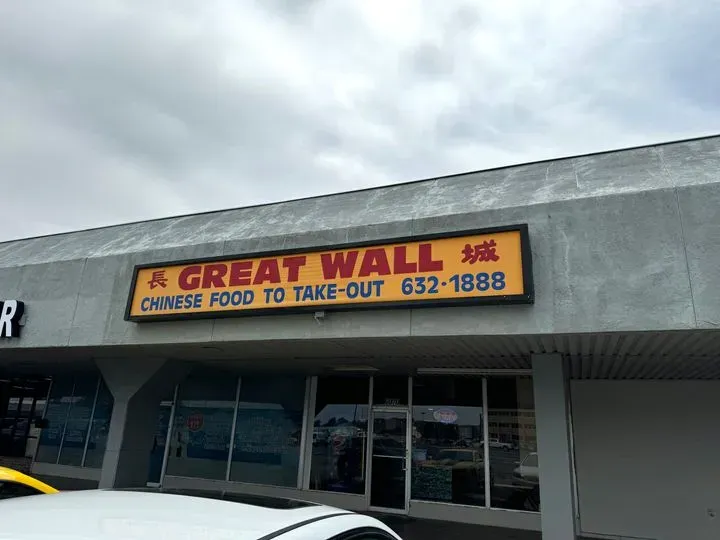 長 GREAT WALL 城
CHINESE FOOD TO TAKE-OUT 632·1888
R